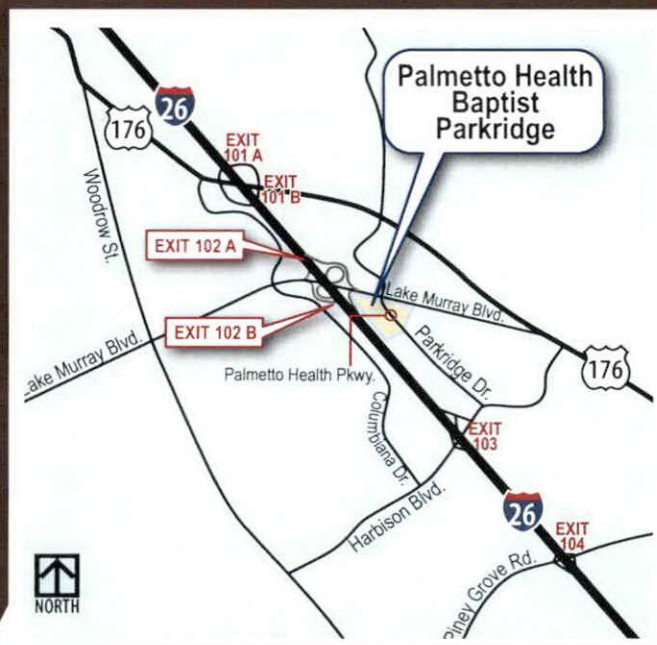 Palmetto Health
Baptist
Parkridge
26
176
EXIT
101 A
EXIT
101 B
Woodrow St.
EXIT 102 A
Lake Murray Blvd.
EXIT 102 B
Lake Murray Blvd.
Palmetto Health Pkwy.
Parkridge Dr.
176
Columbiana Dr.
EXIT
103
Harbison Blvd.
26
EXIT
104
Piney Grove Rd.
NORTH